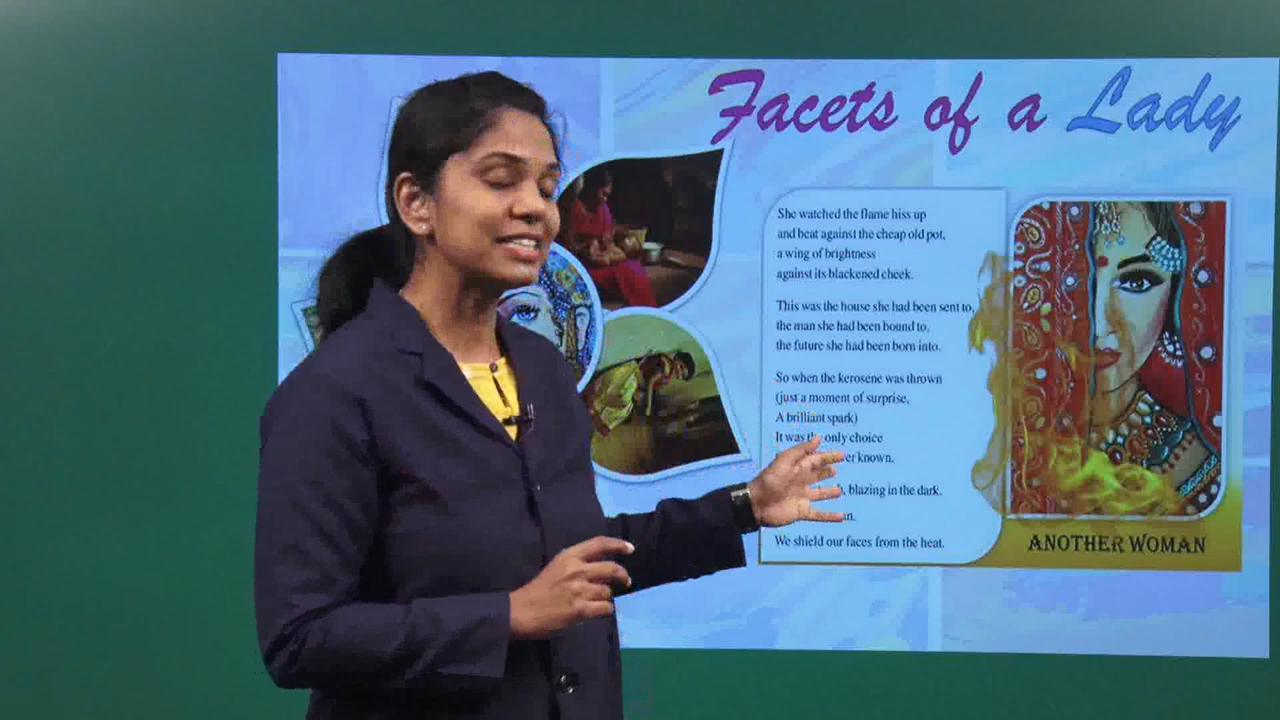 Facets of a Lady
She watched the flame hiss up
and beat against the cheap old pot,
a wing of brightness
against its blackened cheek.
This was the house she had been sent to,
the man she had been bound to,
the future she had been born into.
So when the kerosene was thrown
(just a moment of surprise,
A brilliant spark)
It was only choice
known.
blazing in the dark.
We shield our faces from the heat.
ANOTHER WOMAN